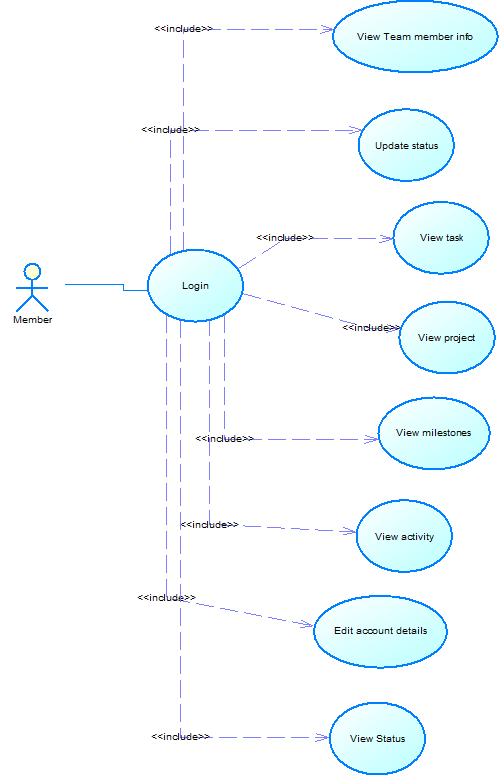 <<include>>
View Team member info
<<include>>
Update status
<<include>>
View task
Login
Member
<<include>>
View project
<<include>>
View milestones
<<include>>
View activity
<<include>>
Edit account details
<<include>>
View Status